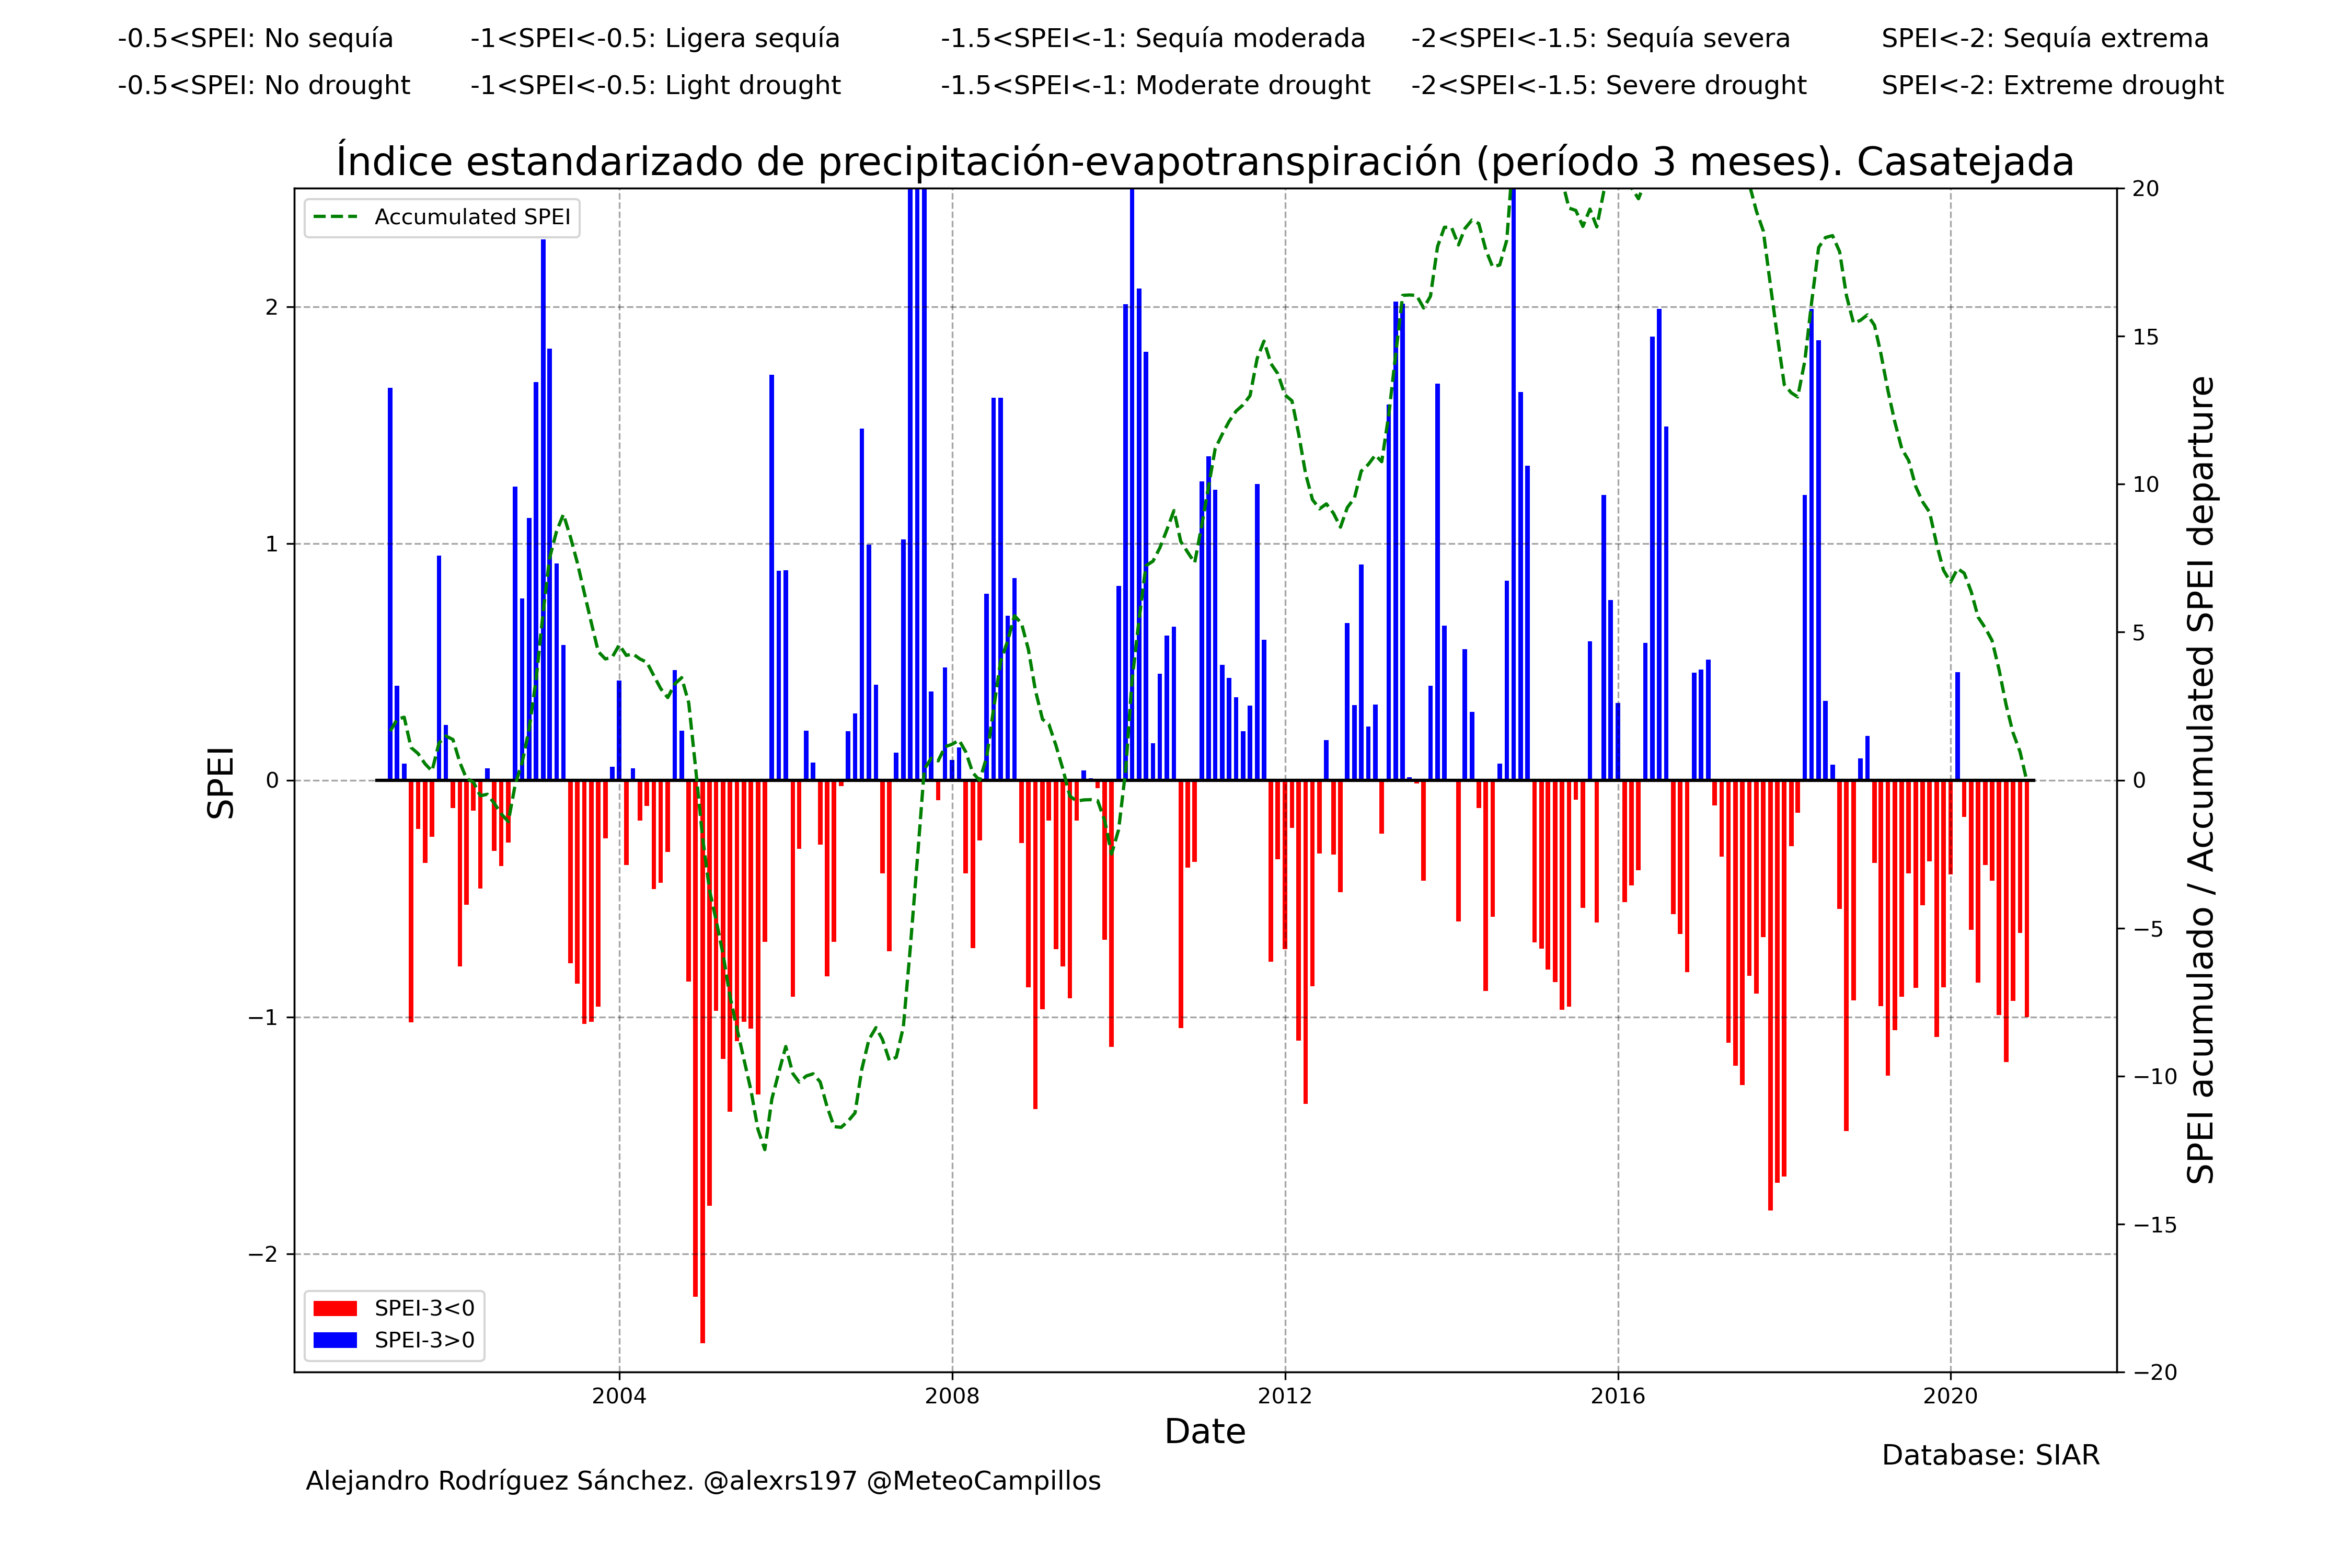 -0.5<SPEI: No sequía
-1<SPEI<-0.5: Ligera sequía
-1.5<SPEI<-1: Sequía moderada
-2<SPEI<-1.5: Sequía severa
SPEI<-2: Sequía extrema
-0.5<SPEI: No drought
-1<SPEI<-0.5: Light drought
-1.5<SPEI<-1: Moderate drought
-2<SPEI<-1.5: Severe drought
SPEI<-2: Extreme drought
Índice estandarizado de precipitación-evapotranspiración (período 3 meses). Casatejada
Accumulated SPEI
SPEI
2
1
0
−1
−2
SPEI-3<0
SPEI-3>0
2004
2008
2012
2016
2020
Date
20
15
10
5
0
−5
−10
−15
−20
SPEI acumulado / Accumulated SPEI departure
Database: SIAR
Alejandro Rodríguez Sánchez. @alexrs197 @MeteoCampillos